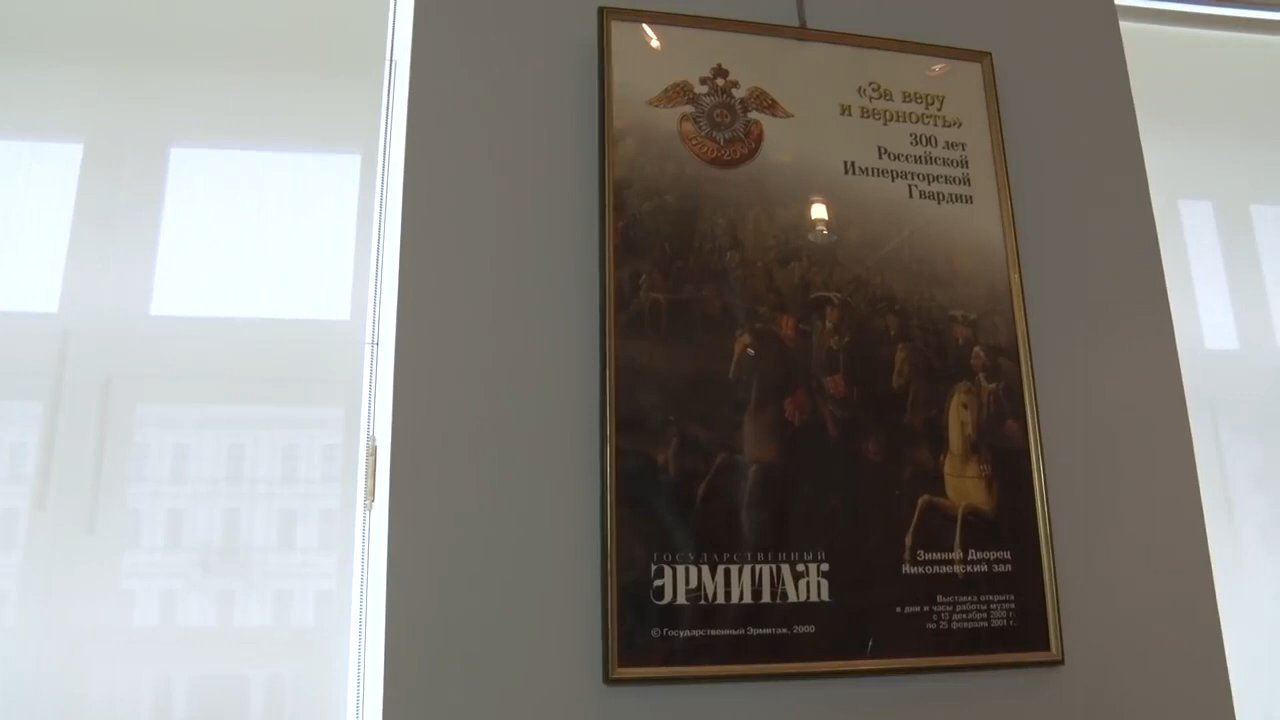 1700-2000
«За веру
и верность»
300 лет
Российской
Императорской
Гвардии
ГОСУДАРСТВЕННЫЙ
ЭРМИТАЖ
© Государственный Эрмитаж, 2000
Зимний Дворец
Николаевский зал
Выставка открыта
в дни и часы работы музея
с 13 декабря 2000 г.
по 25 февраля 2001 г.